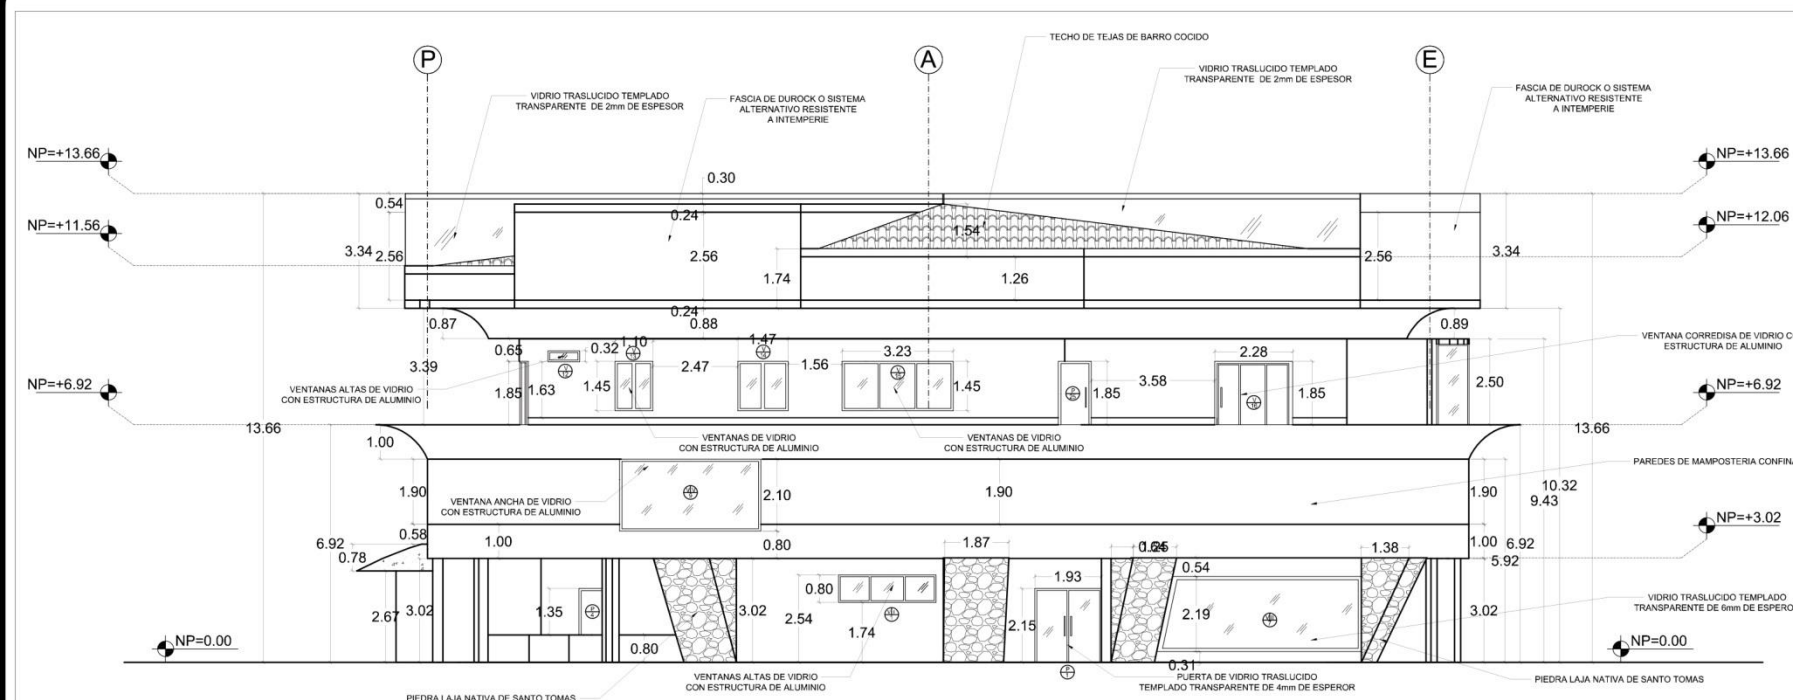 TECHO DE TEJAS DE BARRO COCIDO
P
A
E
VIDRIO TRASLUCIDO TEMPLADO
TRANSPARENTE DE 2mm DE ESPESOR
VIDRIO TRASLUCIDO TEMPLADO
TRANSPARENTE DE 2mm DE ESPESOR
FASCIA DE DUROCK O SISTEMA
ALTERNATIVO RESISTENTE
A INTEMPERIE
FASCIA DE DUROCK O SISTEMA
ALTERNATIVO RESISTENTE
A INTEMPERIE
NP=+13.66
NP=+13.66
0.30
0.54
0.24
NP=+11.56
NP=+12.06
1.54
3.34
2.56
2.56
1.74
1.26
2.56
3.34
0.24
0.87
0.88
0.89
1.10
1.47
VENTANA CORREDISA DE VIDRIO CO
ESTRUCTURA DE ALUMINIO
0.65
0.32
3.39
2.47
1.56
3.23
2.28
3.58
NP=+6.92
NP=+6.92
VENTANAS ALTAS DE VIDRIO
CON ESTRUCTURA DE ALUMINIO
1.85
1.63
1.45
1.45
1.85
1.85
2.50
13.66
13.66
1.00
VENTANAS DE VIDRIO
CON ESTRUCTURA DE ALUMINIO
VENTANAS DE VIDRIO
CON ESTRUCTURA DE ALUMINIO
PAREDES DE MAMPOSTERIA CONFINA
1.90
VENTANA ANCHA DE VIDRIO
CON ESTRUCTURA DE ALUMINIO
2.10
1.90
1.90
10.32
9.43
NP=+3.02
0.58
6.92
0.78
1.00
0.80
1.87
1.38
1.00
6.92
5.92
0.54
0.80
1.93
VIDRIO TRASLUCIDO TEMPLADO
TRANSPARENTE DE 6mm DE ESPERO
2.67
3.02
1.35
3.02
2.54
1.74
2.15
2.19
3.02
NP=0.00
NP=0.00
0.80
0.31
PIEDRA LAJA NATIVA DE SANTO TOMAS
VENTANAS ALTAS DE VIDRIO
CON ESTRUCTURA DE ALUMINIO
PUERTA DE VIDRIO TRASLUCIDO
TEMPLADO TRANSPARENTE DE 4mm DE ESPEROR
PIEDRA LAJA NATIVA DE SANTO TOMAS